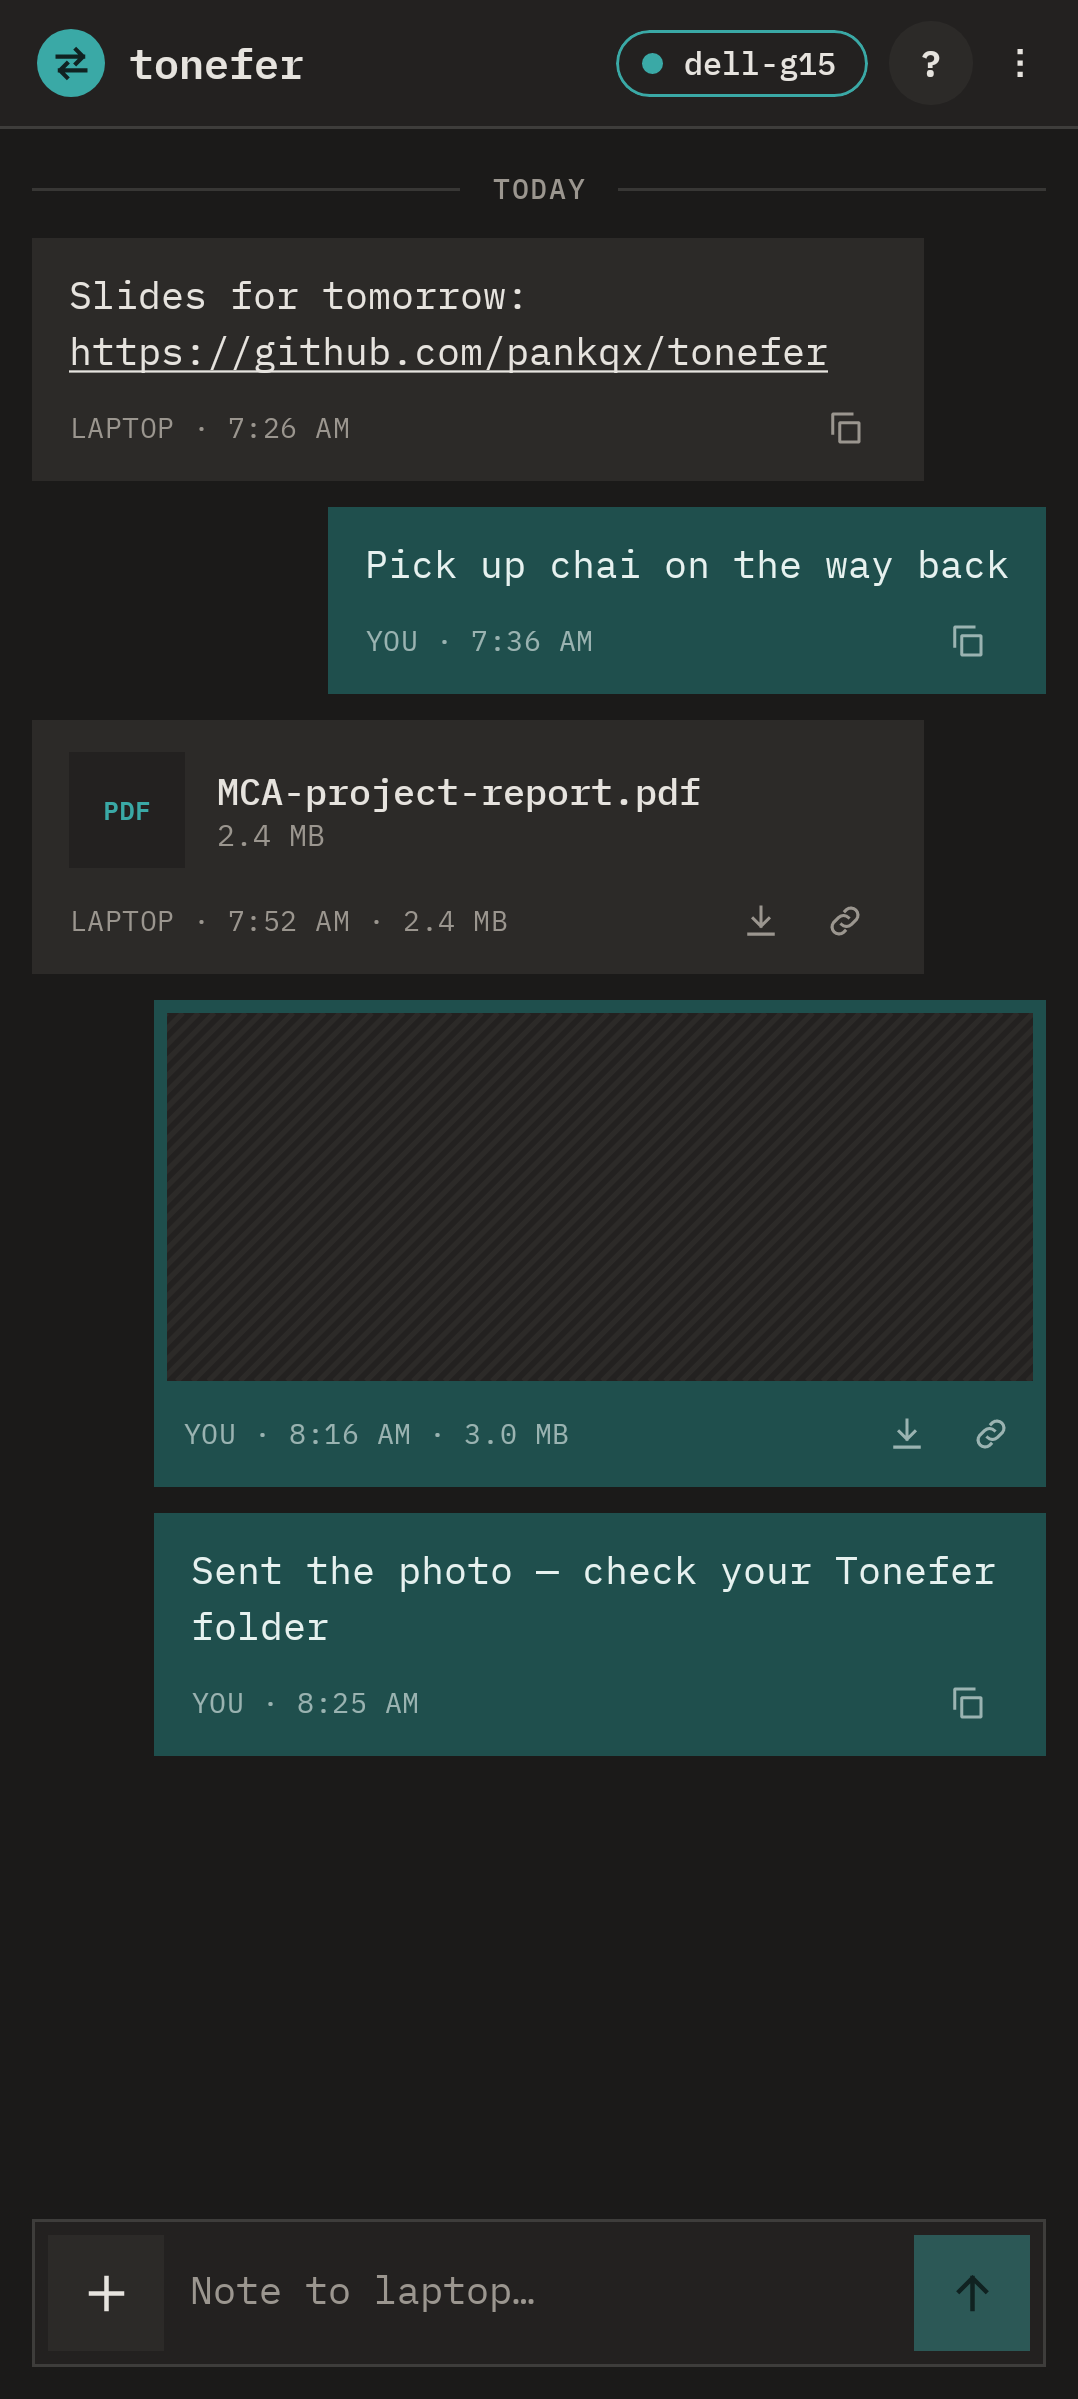 tonefer
dell-g15
?
TODAY
Slides for tomorrow:
https://github.com/pankqx/tonefer
LAPTOP · 7:26 AM
Pick up chai on the way back
YOU · 7:36 AM
PDF
MCA-project-report.pdf
2.4 MB
LAPTOP · 7:52 AM · 2.4 MB
YOU · 8:16 AM · 3.0 MB
Sent the photo — check your Tonefer
folder
YOU · 8:25 AM
Note to laptop…